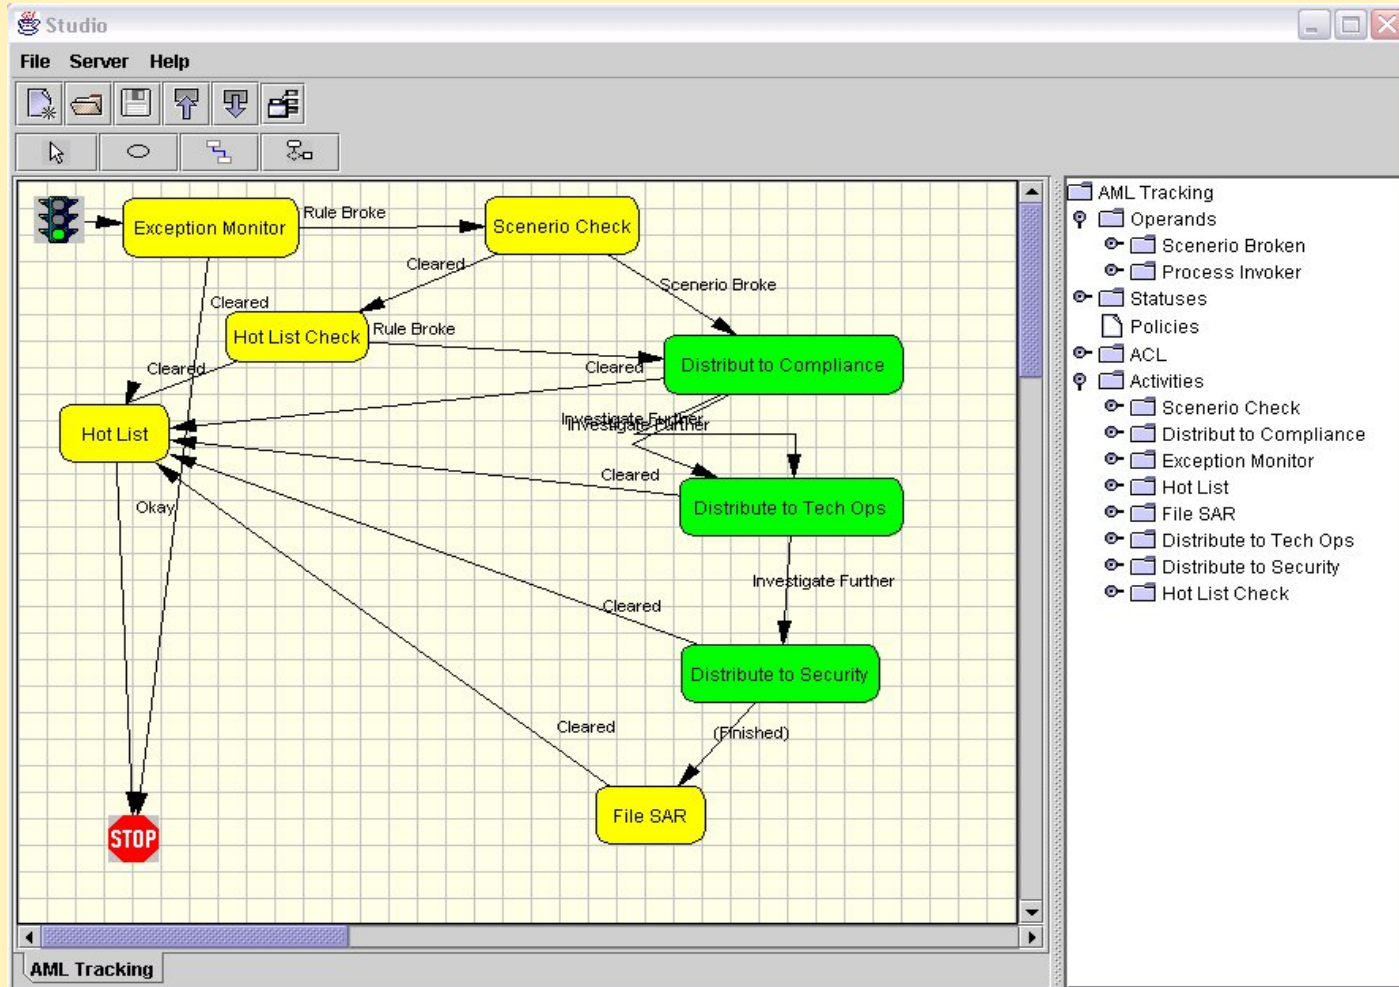 Studio
File Server Help
Exception Monitor
Rule Broke
Scenerio Check
Cleared
Scenerio Broke
Cleared
Hot List Check
Rule Broke
Distribut to Compliance
Cleared
Cleared
Hot List
Investigate Further
Investigate Further
Cleared
Distribute to Tech Ops
Okay
Investigate Further
Cleared
Distribute to Security
Cleared
(Finished)
File SAR
STOP
AML Tracking
AML Tracking
Operands
Scenerio Broken
Process Invoker
Statuses
Policies
ACL
Activities
Scenerio Check
Distribut to Compliance
Exception Monitor
Hot List
File SAR
Distribute to Tech Ops
Distribute to Security
Hot List Check